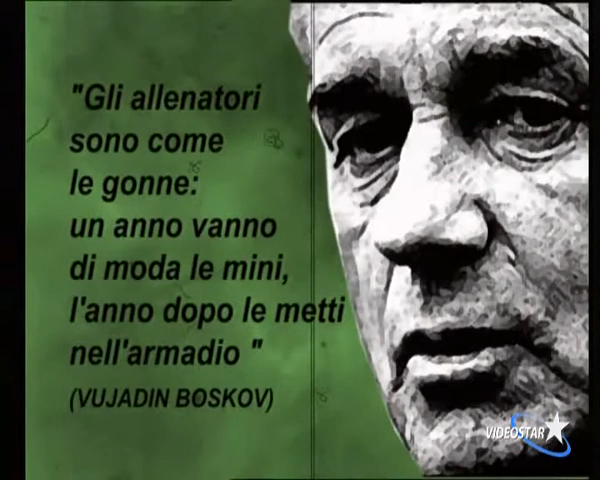 "Gli allenatori
sono come
le gonne:
un anno vanno
di moda le mini,
l'anno dopo le metti
nell'armadio "
(VUJADIN BOSKOV)
VIDEOSTAR